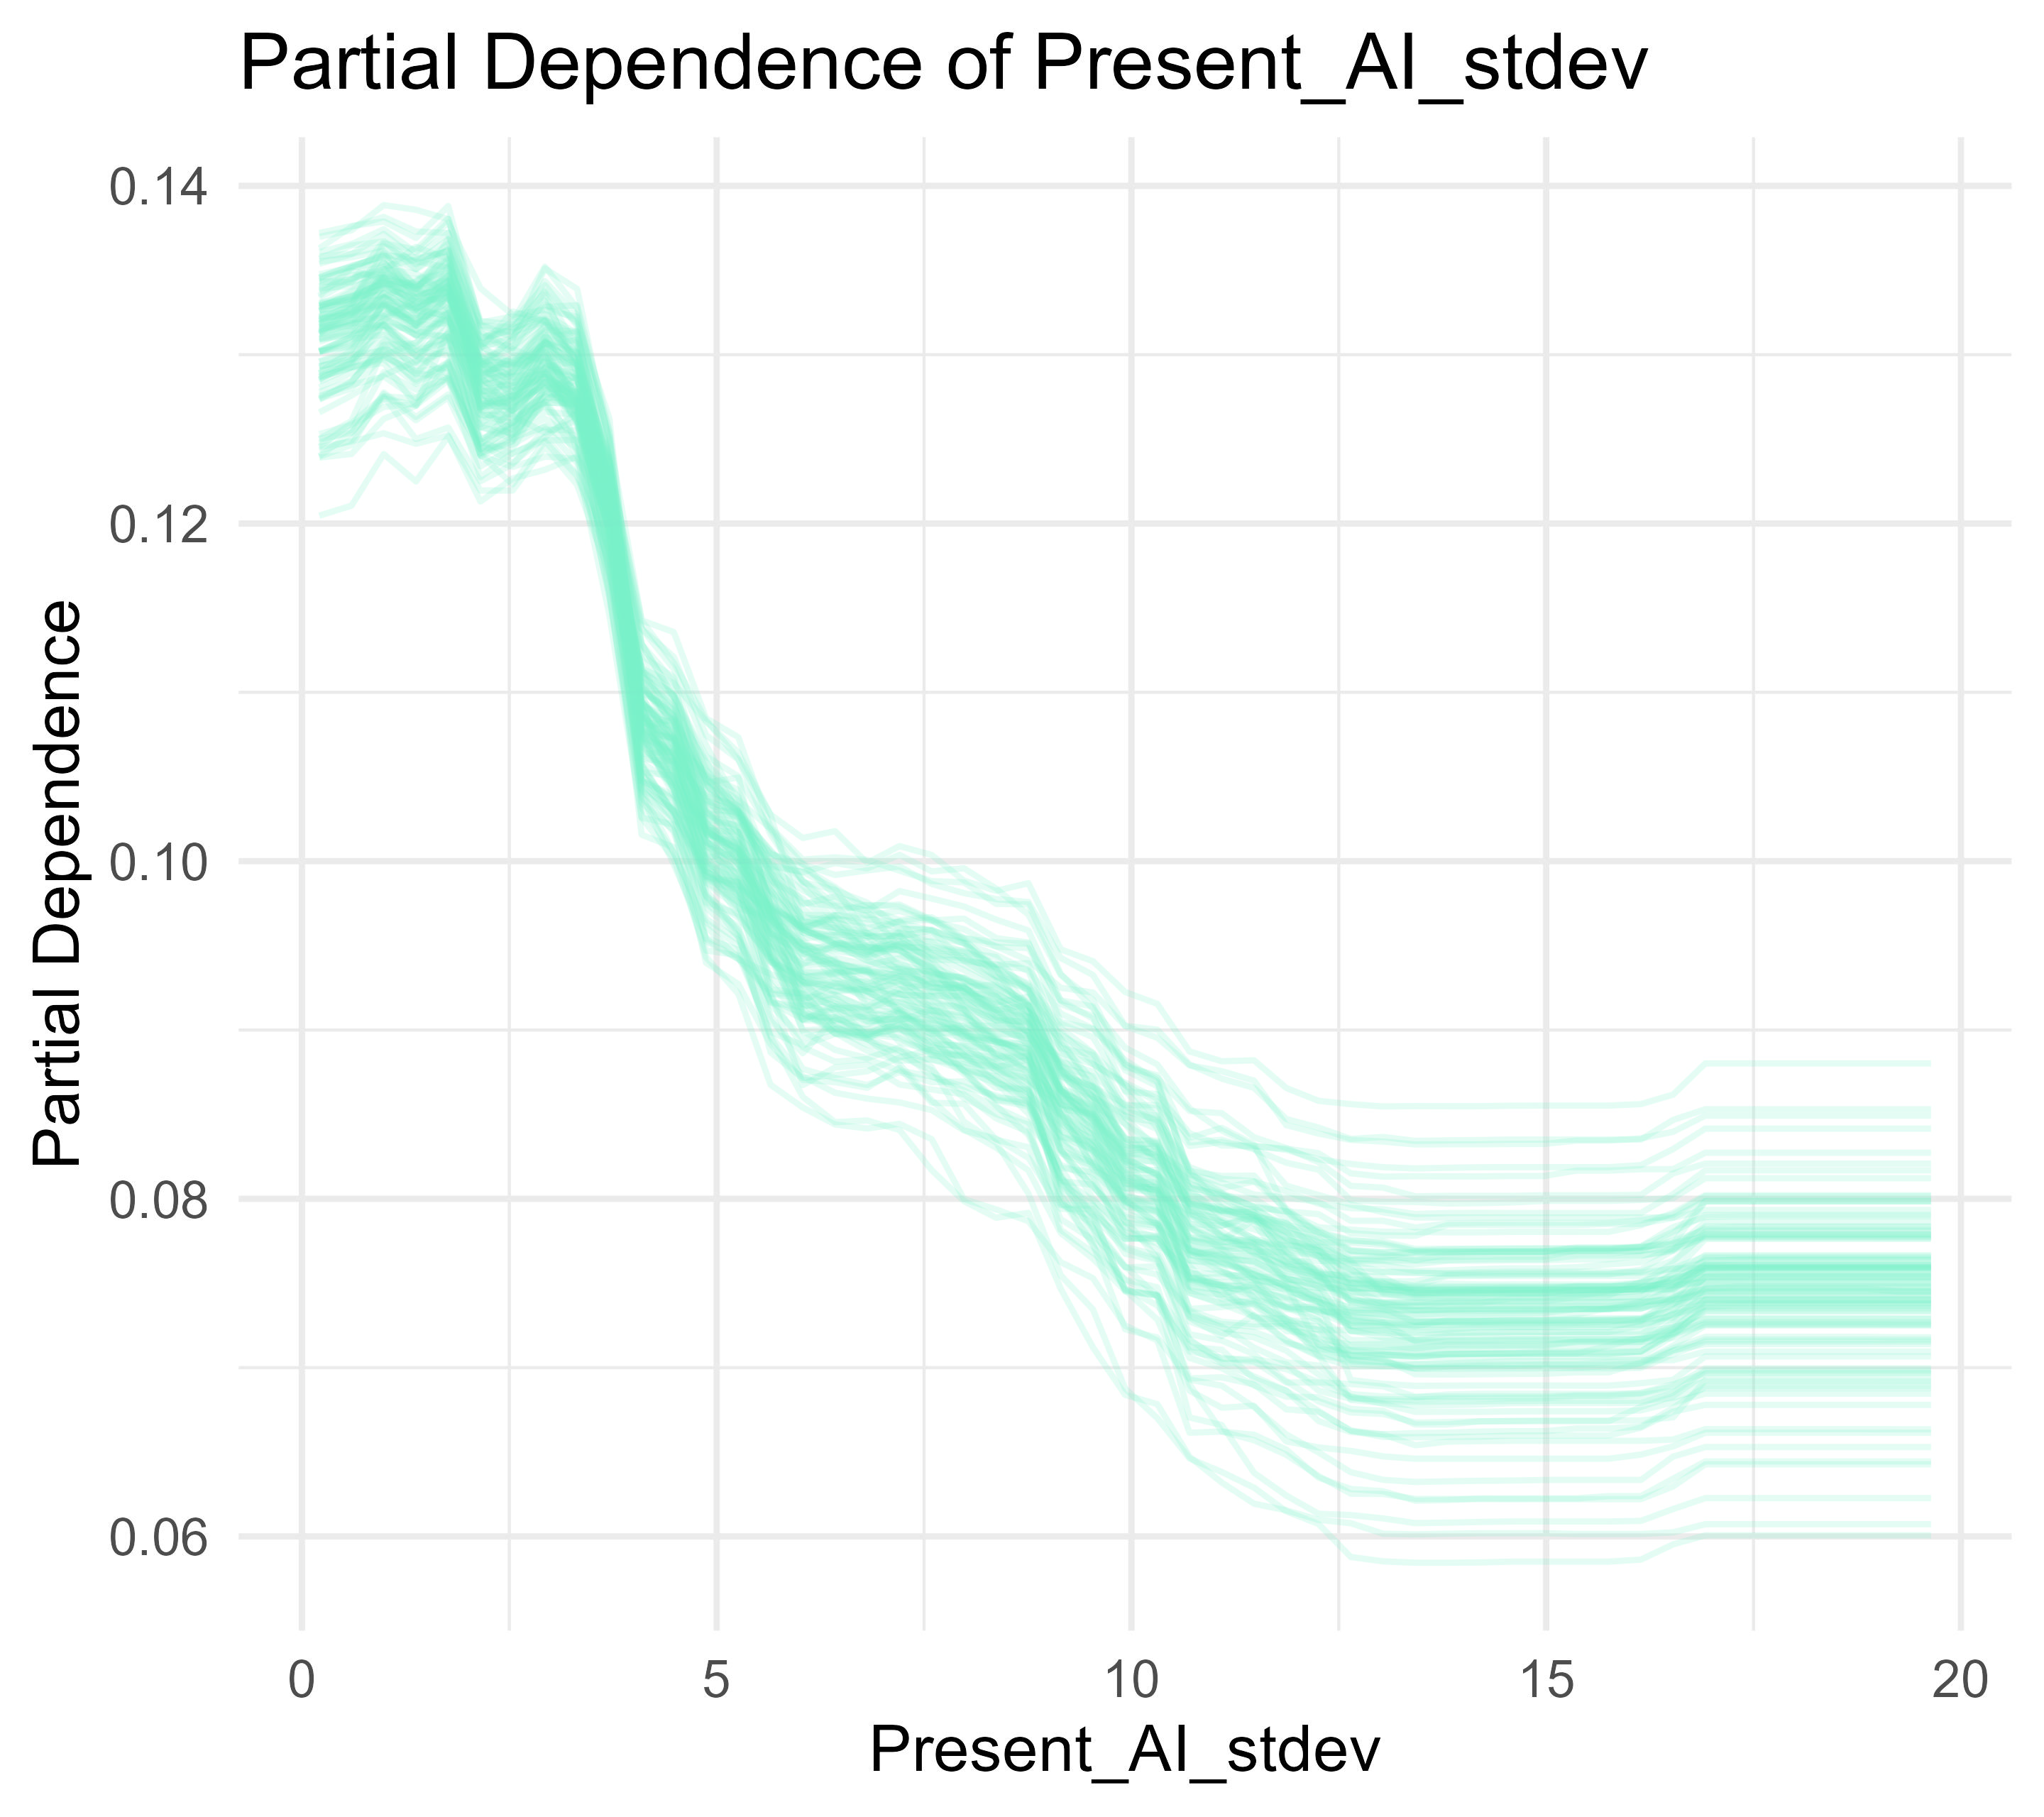 Partial Dependence of Present_AI_stdev
0.14
0.12
0.10
0.08
0.06
Partial Dependence
0 5 10 15 20
Present_AI_stdev